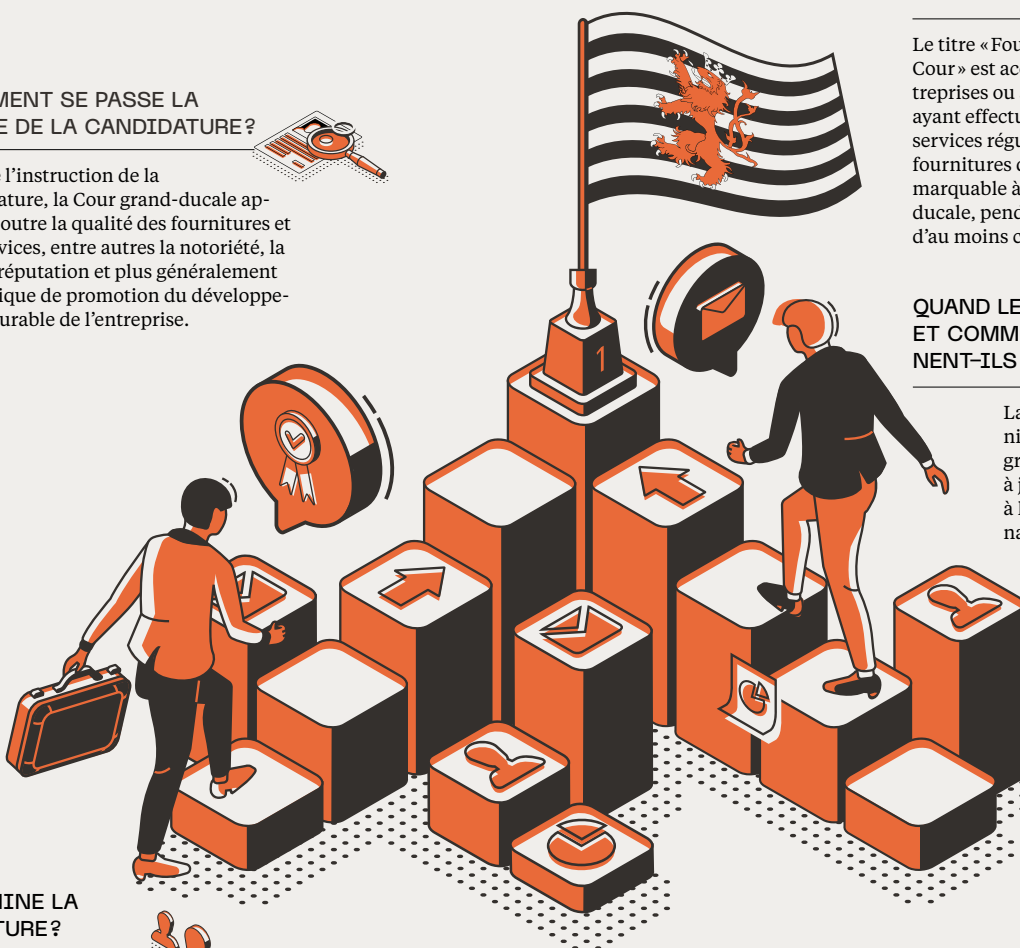 MENT SE PASSE LA
E DE LA CANDIDATURE?
l’instruction de la
ature, la Cour grand-ducale ap-
outre la qualité des fournitures et
vices, entre autres la notoriété, la
réputation et plus généralement
ique de promotion du développe-
urable de l’entreprise.
Le titre «Fou
Cour» est acc
treprises ou
ayant effectu
services régu
fournitures d
marquable à
ducale, pend
d’au moins c
QUAND LE
ET COMM
NENT-ILS
La
ni
gr
à j
à l
na
1
INE LA
TURE?